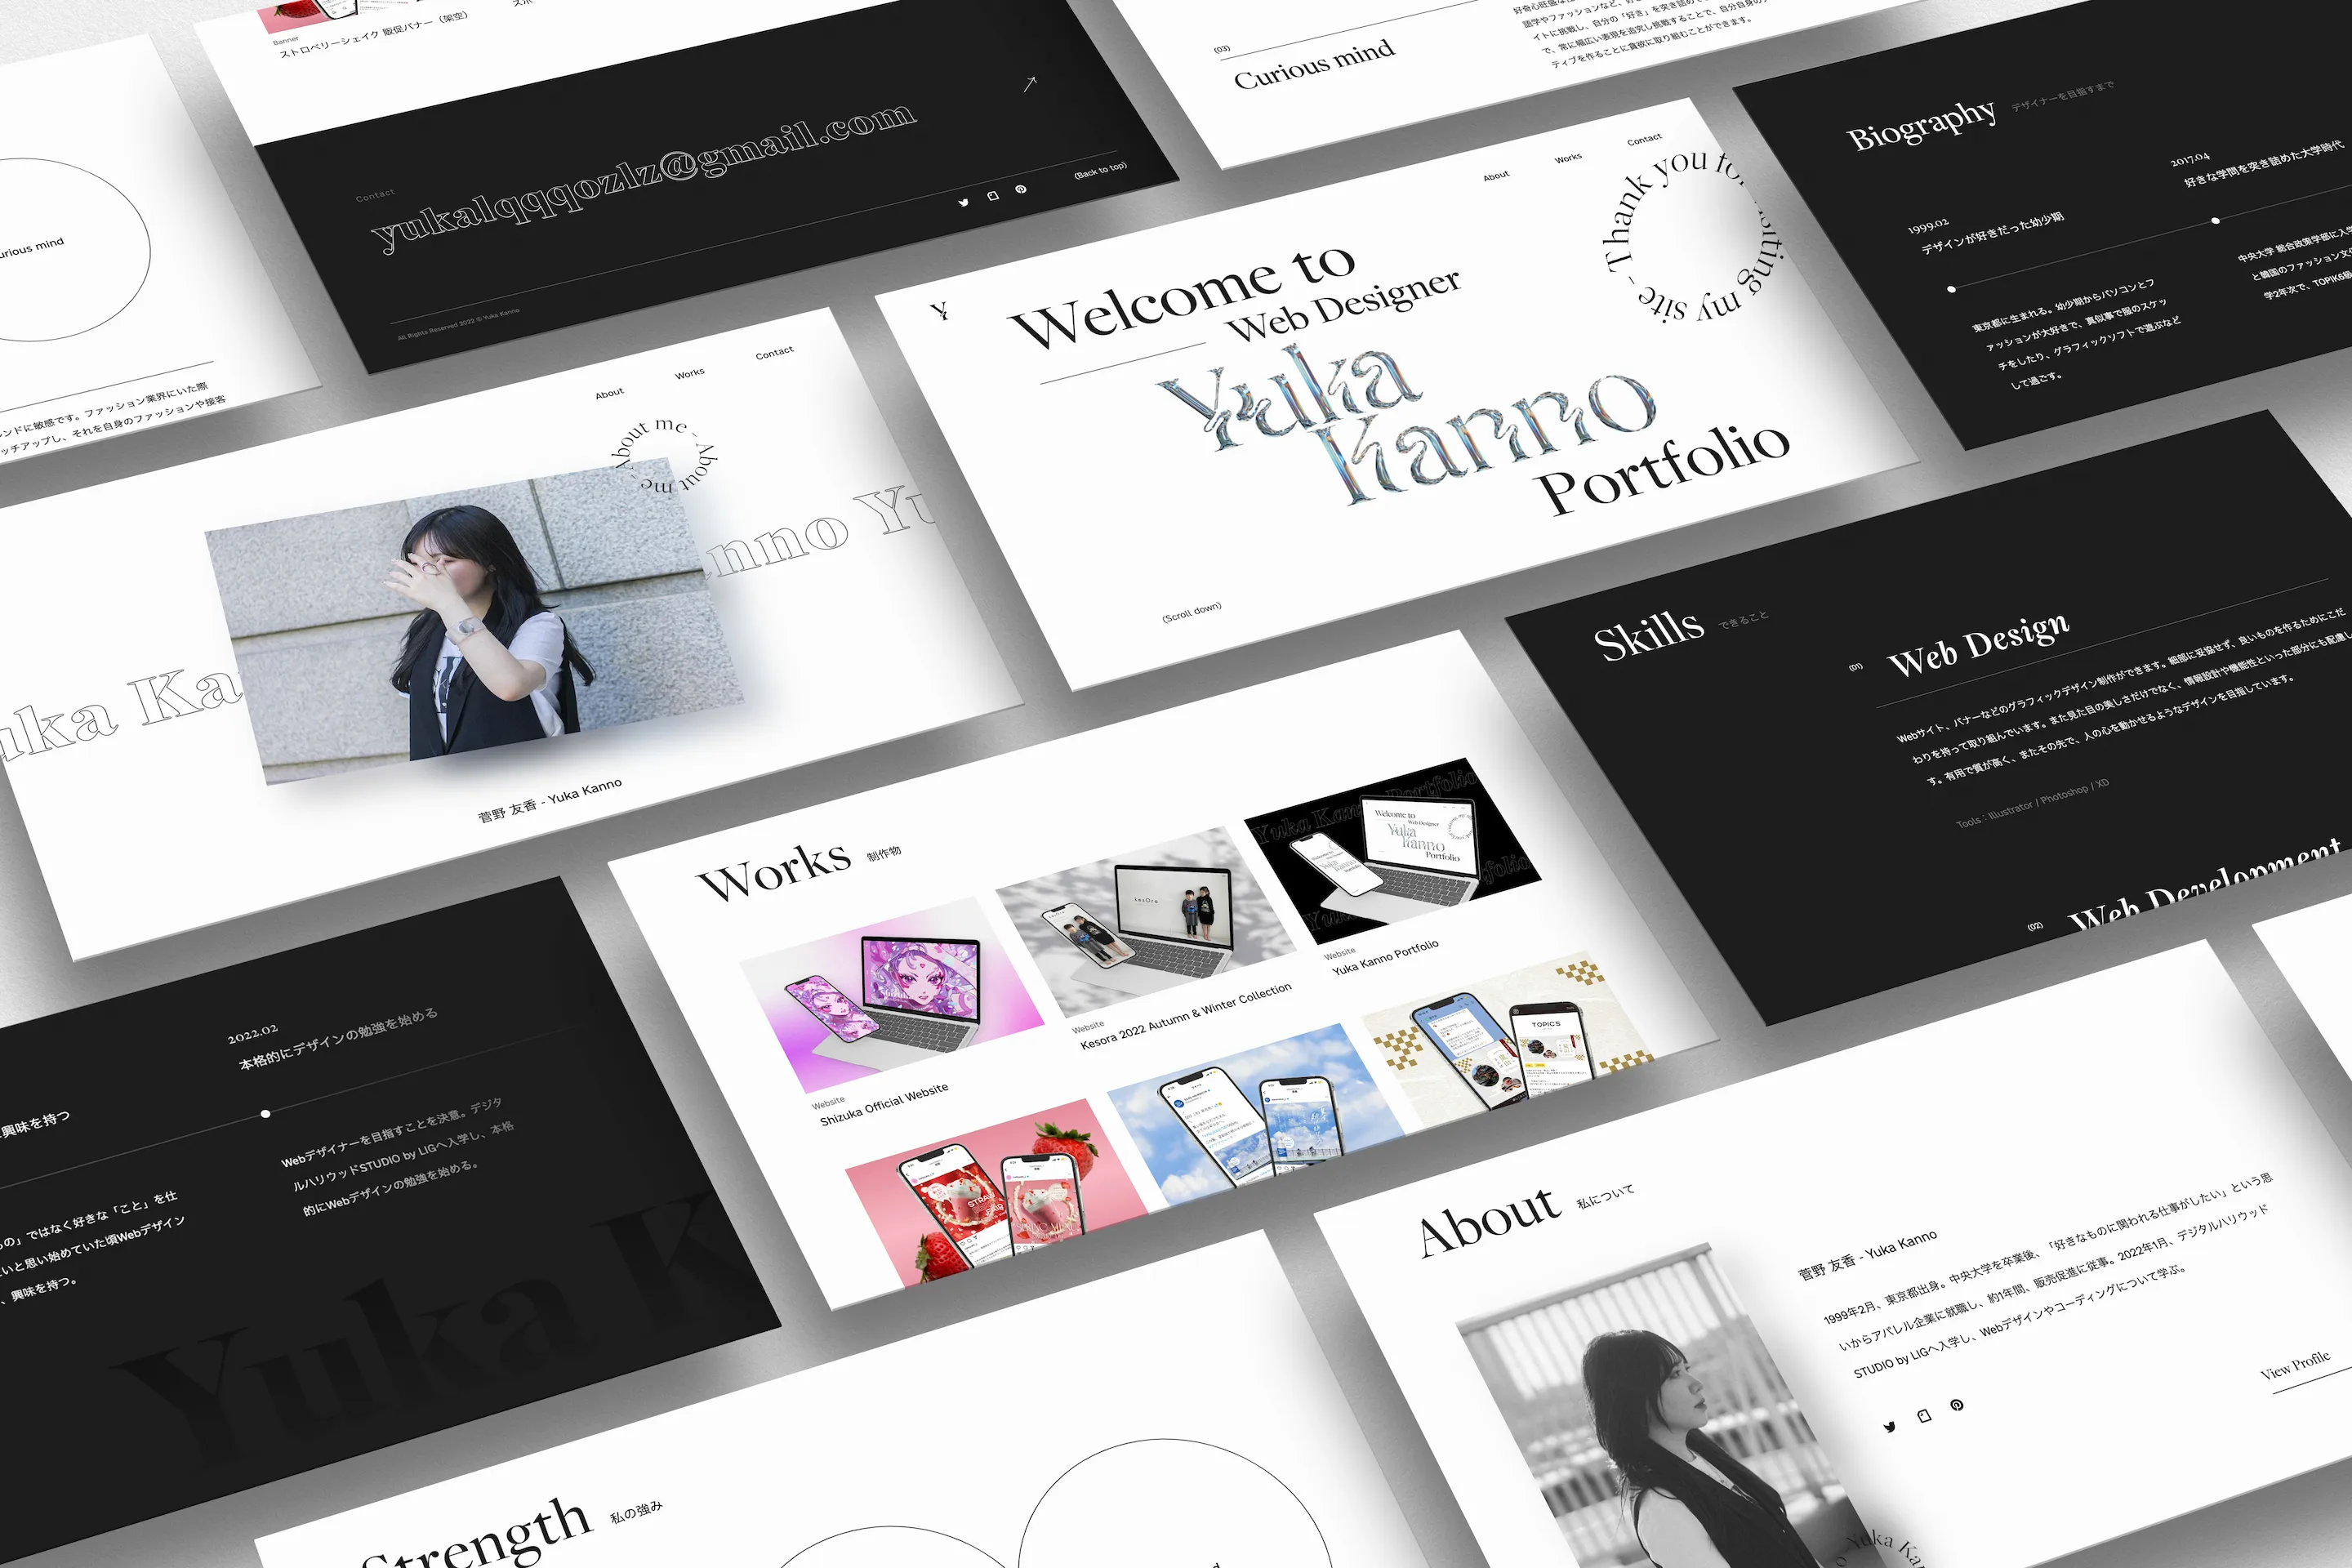 Banner
ストロベリーシェイク 販促バナー（架空）
Contact
yuka1qqqozlz@gmail.com
All Rights Reserved 2022 © Yuka Kanno
(Back to top)
(03)
Curious mind
語学やファッションなど、
イトに挑戦し、自分の「好き」を突き詰め
で、常に幅広い表現を追究し挑戦することで、自分自身の
ティブを作ることに貪欲に取り組むことができます。
Biography デザイナーを目指すまで
1999.02
デザインが好きだった幼少期
東京都に生まれる。幼少期からパソコンとフ
ァッションが大好きで、真似事で服のスケッ
チをしたり、グラフィックソフトで遊ぶなど
して過ごす。
2017.04
好きな学問を突き詰めた大学時代
中央大学 総合政策学部に入学
と韓国のファッション文化
学2年次で、TOPIK6級
urious mind
ンドに敏感です。ファッション業界にいた際
ッチアップし、それを自身のファッションや接客
About
Works
Contact
About me - About me -
uka Ka
nno Yu
菅野 友香 - Yuka Kanno
Y
About
Works
Contact
Thank you for visiting my site -
Welcome to
Web Designer
Yuka
Kanno
Portfolio
(Scroll down)
Skills できること
(01)
Web Design
Webサイト、バナーなどのグラフィックデザイン制作ができます。細部に妥協せず、良いものを作るためにこだ
わりを持って取り組んでいます。また見た目の美しさだけでなく、情報設計や機能性といった部分にも配慮し
す。有用で質が高く、またその先で、人の心を動かせるようなデザインを目指しています。
Tools : Illustrator / Photoshop / XD
(02)
Web Development
興味を持つ
もの」ではなく好きな「こと」を仕
いと思い始めていた頃Webデザイン
、興味を持つ。
2022.02
本格的にデザインの勉強を始める
Webデザイナーを目指すことを決意。デジタ
ルハリウッドSTUDIO by LIGへ入学し、本格
的にWebデザインの勉強を始める。
Yuka K
Works 制作物
Website
Shizuka Official Website
kesOra
Website
Kesora 2022 Autumn & Winter Collection
Welcome to
Web Designer
Yuka
Kanno
Portfolio
Website
Yuka Kanno Portfolio
TOPICS
About 私について
菅野 友香 - Yuka Kanno
1999年2月、東京都出身。中央大学を卒業後、「好きなものに関われる仕事がしたい」という思
いからアパレル企業に就職し、約1年間、販売促進に従事。2022年1月、デジタルハリウッド
STUDIO by LIGへ入学し、Webデザインやコーディングについて学ぶ。
View Profile
Yuka Ka
Strength 私の強み